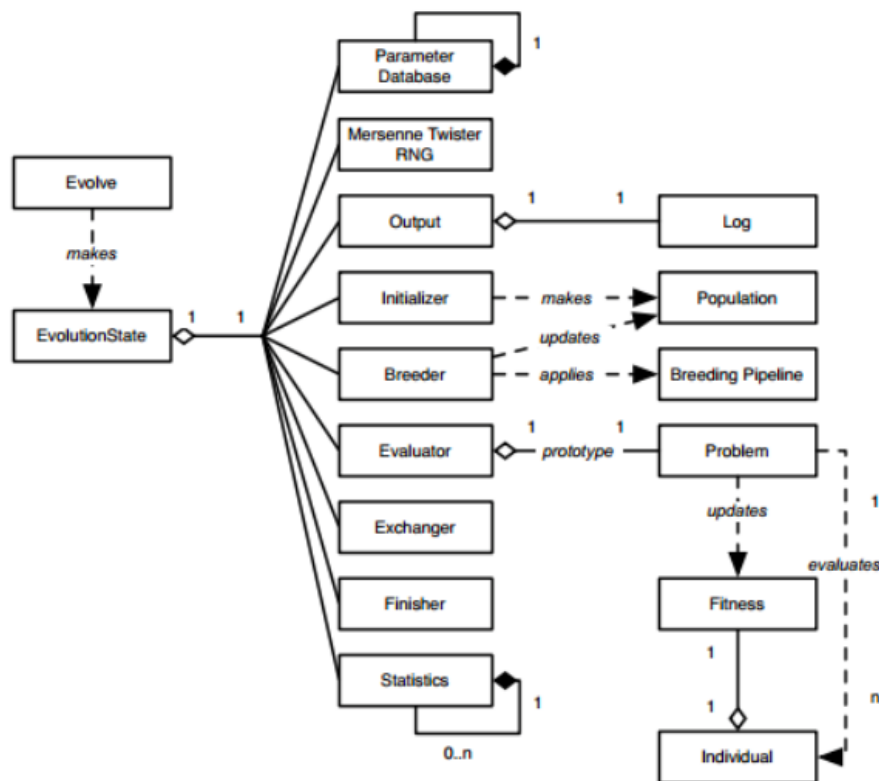 Parameter
Database
1
Mersenne Twister
RNG
Evolve
1
1
Output
Log
makes
Initializer
makes
Population
1
1
EvolutionState
updates
Breeder
applies
Breeding Pipeline
1
1
Evaluator
prototype
Problem
1
updates
Exchanger
evaluates
Finisher
Fitness
1
Statistics
1
1
n
0..n
Individual